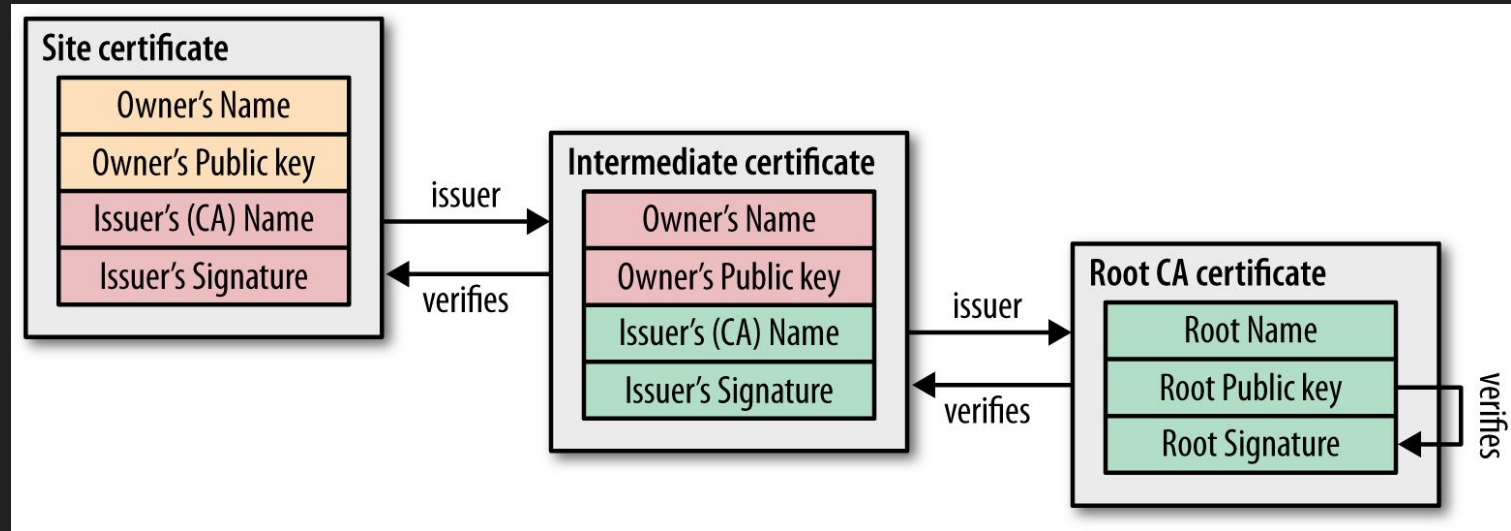 Site certificate
Owner’s Name
Owner’s Public key
Issuer’s (CA) Name
Issuer’s Signature
issuer
verifies
Intermediate certificate
Owner’s Name
Owner’s Public key
Issuer’s (CA) Name
Issuer’s Signature
issuer
verifies
Root CA certificate
Root Name
Root Public key
Root Signature
verifies